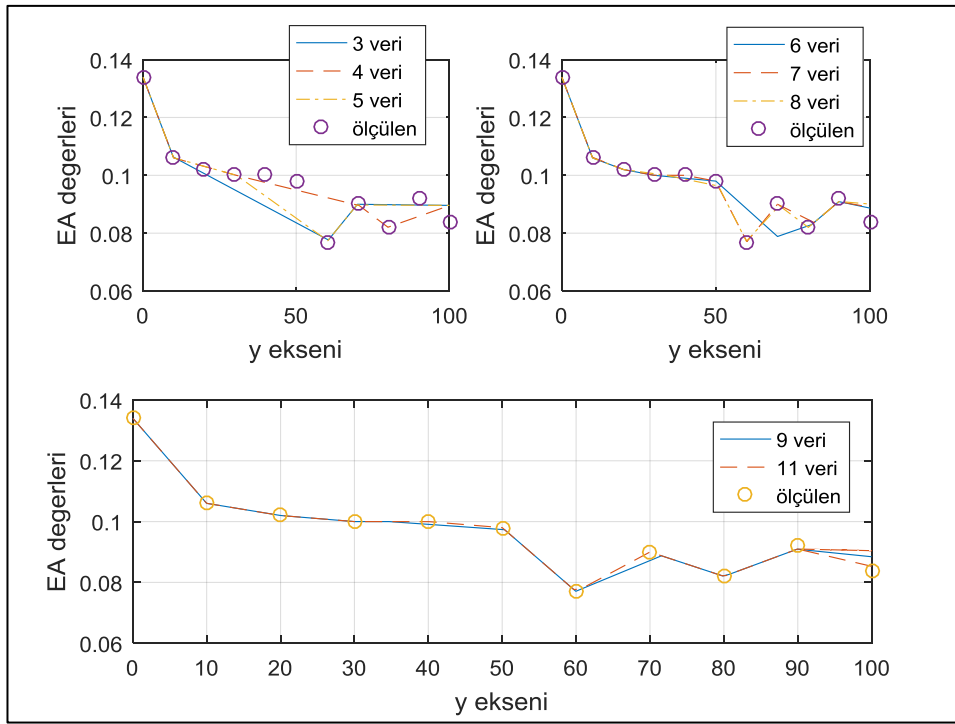 3 veri
4 veri
5 veri
ölçülen
0.14
0.12
0.1
0.08
0.06
EA degerleri
0
50
100
y ekseni
6 veri
7 veri
8 veri
ölçülen
0.14
0.12
0.1
0.08
0.06
EA degerleri
0
50
100
y ekseni
9 veri
11 veri
ölçülen
0.14
0.12
0.1
0.08
0.06
EA degerleri
0 10 20 30 40 50 60 70 80 90 100
y ekseni